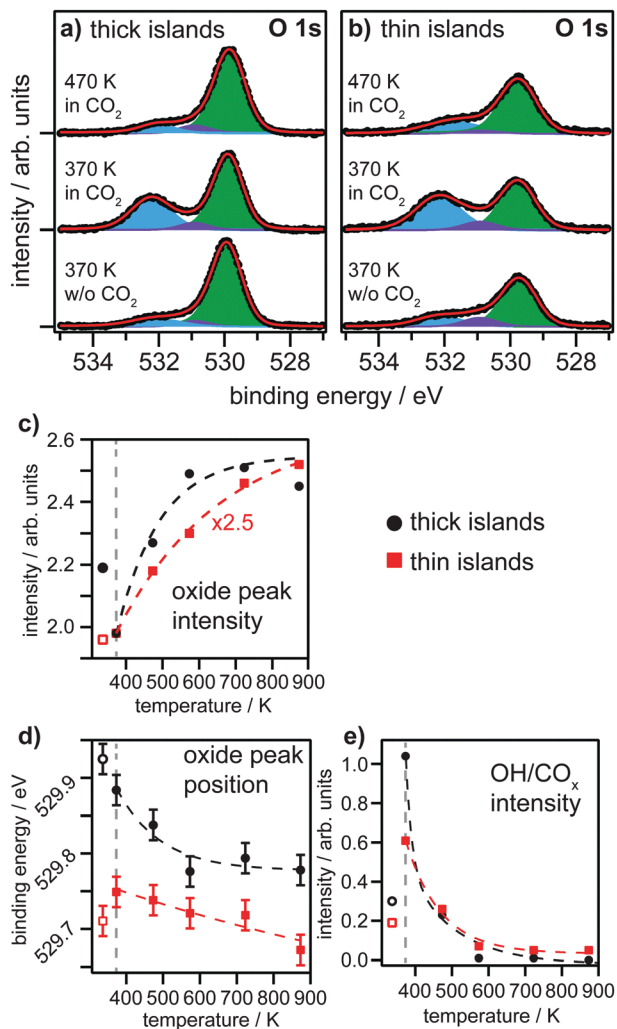 a) thick islands O 1s
b) thin islands O 1s
470 K
in CO₂
370 K
in CO₂
370 K
w/o CO₂
470 K
in CO₂
370 K
in CO₂
370 K
w/o CO₂
intensity / arb. units
534 532 530 528
534 532 530 528
binding energy / eV
c)
2.6
2.4
2.2
2.0
intensity / arb. units
x2.5
oxide peak
intensity
400 500 600 700 800 900
temperature / K
thick islands
thin islands
d)
oxide peak
position
529.9
529.8
529.7
binding energy / eV
400 500 600 700 800 900
temperature / K
e)
OH/COₓ
intensity
1.0
0.8
0.6
0.4
0.2
0.0
intensity / arb. units
400 500 600 700 800 900
temperature / K